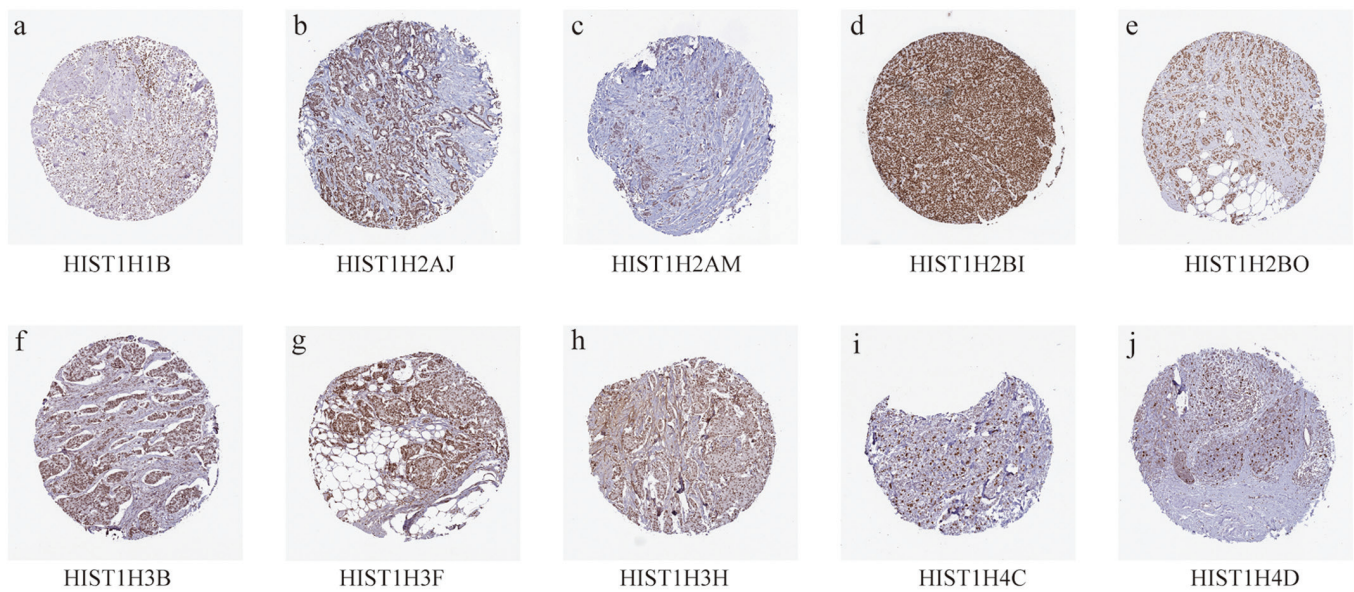 a b c d e
HIST1H1B HIST1H2AJ HIST1H2AM HIST1H2BI HIST1H2BO
f g h i j
HIST1H3B HIST1H3F HIST1H3H HIST1H4C HIST1H4D